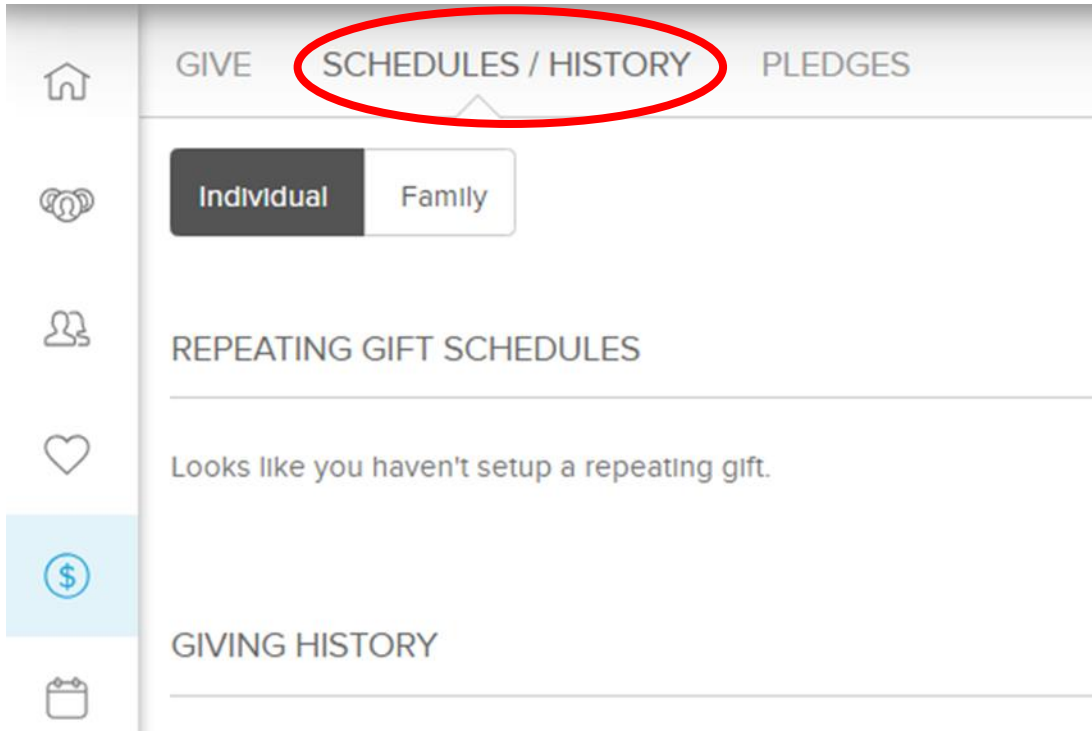 GIVE SCHEDULES / HISTORY PLEDGES
Individual Family
REPEATING GIFT SCHEDULES
Looks like you haven't setup a repeating gift.
$
GIVING HISTORY